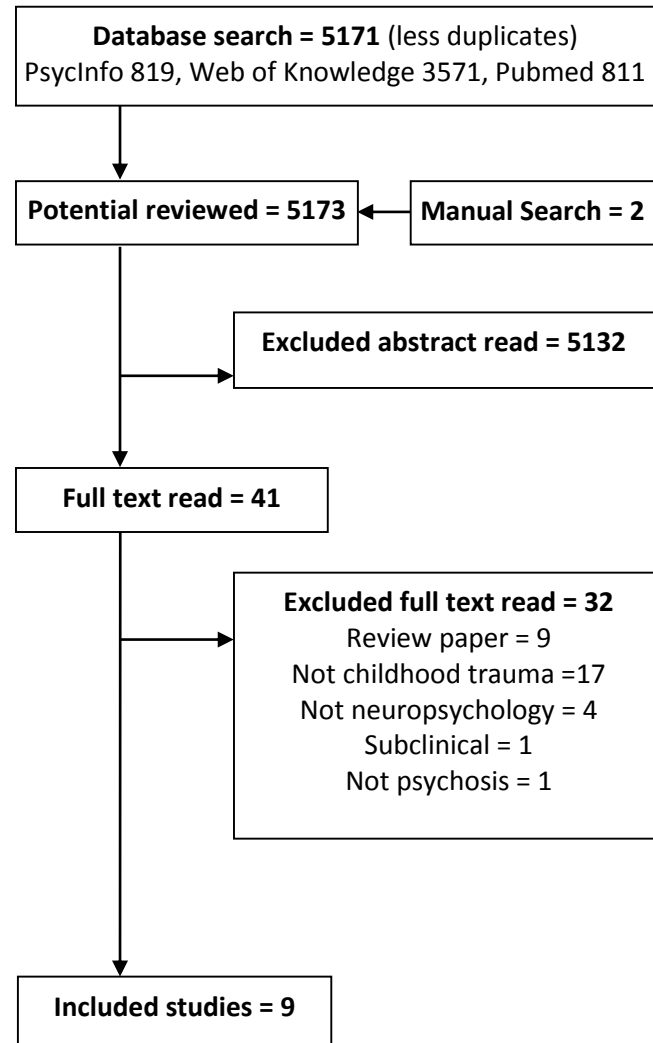 Database search = 5171 (less duplicates)
PsycInfo 819, Web of Knowledge 3571, Pubmed 811
Potential reviewed = 5173
Manual Search = 2
Excluded abstract read = 5132
Full text read = 41
Excluded full text read = 32
Review paper = 9
Not childhood trauma =17
Not neuropsychology = 4
Subclinical = 1
Not psychosis = 1
Included studies = 9